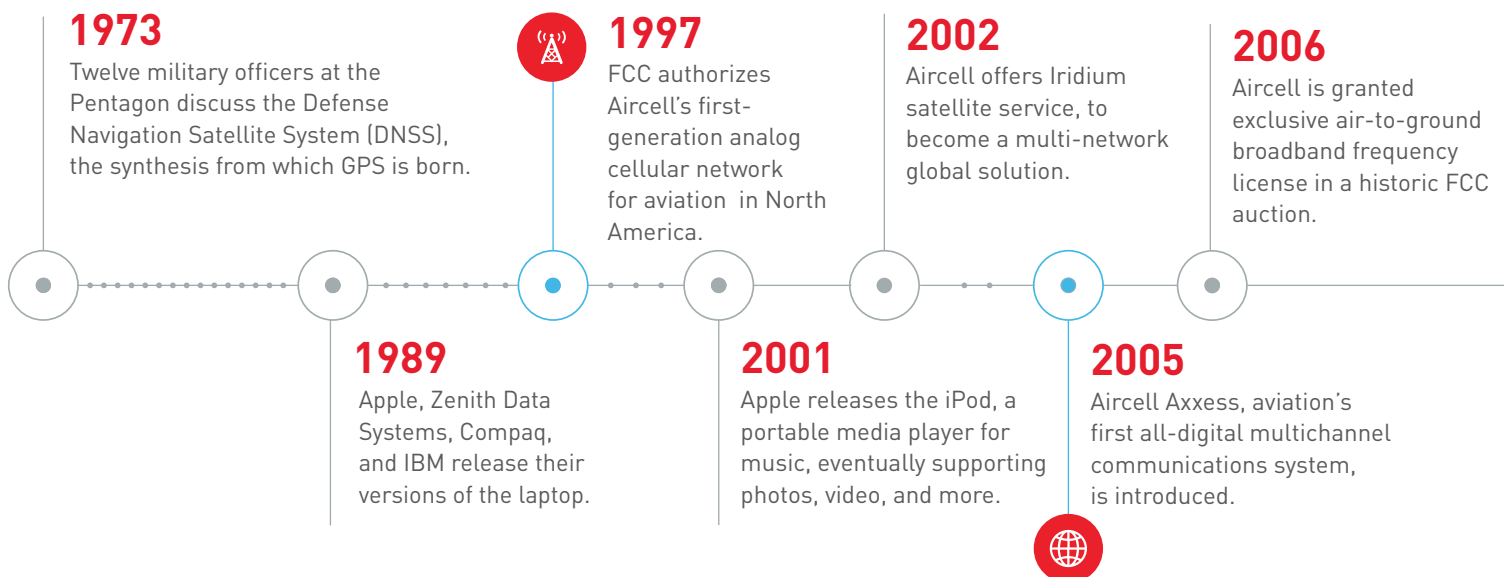 1973
Twelve military officers at the
Pentagon discuss the Defense
Navigation Satellite System (DNSS),
the synthesis from which GPS is born.
1989
Apple, Zenith Data
Systems, Compaq,
and IBM release their
versions of the laptop.
1997
FCC authorizes
Aircell’s first-
generation analog
cellular network
for aviation in North
America.
2001
Apple releases the iPod, a
portable media player for
music, eventually supporting
photos, video, and more.
2002
Aircell offers Iridium
satellite service, to
become a multi-network
global solution.
2005
Aircell Axxess, aviation’s
first all-digital multichannel
communications system,
is introduced.
2006
Aircell is granted
exclusive air-to-ground
broadband frequency
license in a historic FCC
auction.